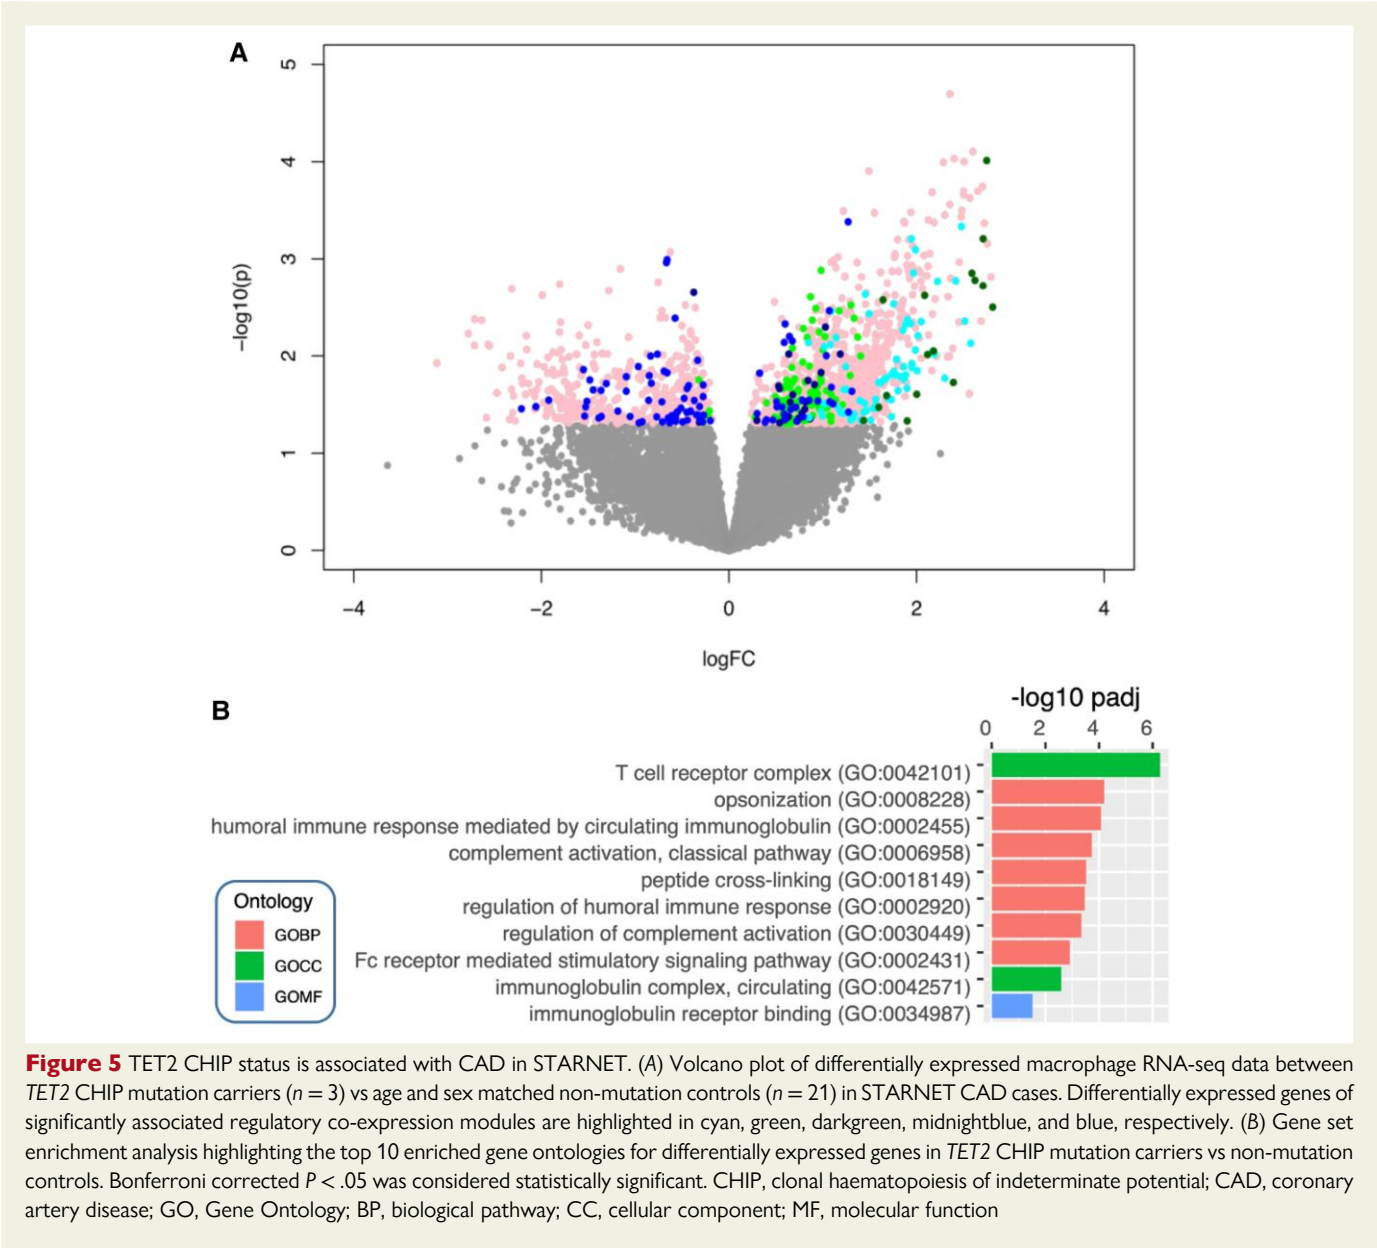 A
5
4
3
2
1
0
−log10(p)
−4 −2 0 2 4
logFC
B
-log10 padj
0 2 4 6
T cell receptor complex (GO:0042101)
opsonization (GO:0008228)
humoral immune response mediated by circulating immunoglobulin (GO:0002455)
complement activation, classical pathway (GO:0006958)
peptide cross-linking (GO:0018149)
regulation of humoral immune response (GO:0002920)
regulation of complement activation (GO:0030449)
Fc receptor mediated stimulatory signaling pathway (GO:0002431)
immunoglobulin complex, circulating (GO:0042571)
immunoglobulin receptor binding (GO:0034987)
Ontology
GOBP
GOCC
GOMF
Figure 5 TET2 CHIP status is associated with CAD in STARNET. (A) Volcano plot of differentially expressed macrophage RNA-seq data between
TET2 CHIP mutation carriers (n = 3) vs age and sex matched non-mutation controls (n = 21) in STARNET CAD cases. Differentially expressed genes of
significantly associated regulatory co-expression modules are highlighted in cyan, green, darkgreen, midnightblue, and blue, respectively. (B) Gene set
enrichment analysis highlighting the top 10 enriched gene ontologies for differentially expressed genes in TET2 CHIP mutation carriers vs non-mutation
controls. Bonferroni corrected P < .05 was considered statistically significant. CHIP, clonal haematopoiesis of indeterminate potential; CAD, coronary
artery disease; GO, Gene Ontology; BP, biological pathway; CC, cellular component; MF, molecular function